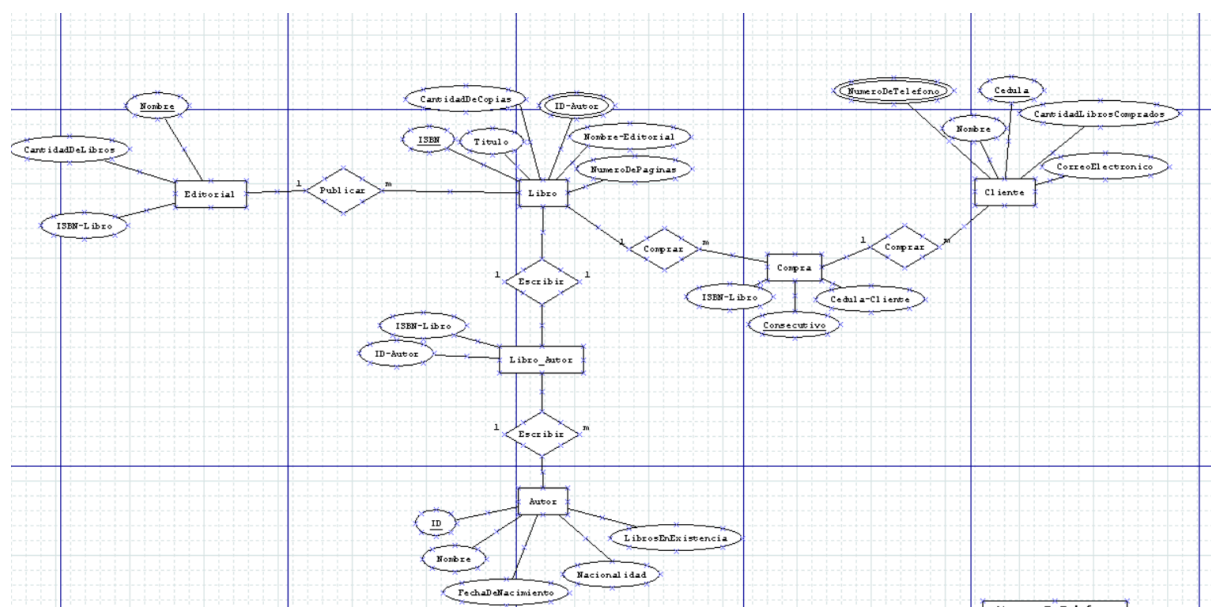 NumeroDeTelefono
Cedula
CantidadDeCopias
ID-Autor
Nombre
CantidadLibrosComprados
Nombre
ISBN
Titulo
Nombre-Editorial
CantidadDeLibros
NumeroDePaginas
CorreoElectronico
Editorial
1
Publicar
m
Libro
Cliente
ISBN-Libro
1
Comprar
m
1
Comprar
m
Compra
1
Escribir
1
ISBN-Libro
Cedula-Cliente
Consecutivo
ISBN-Libro
ID-Autor
Libro_Autor
1
Escribir
m
Autor
ID
LibrosEnExistencia
Nombre
Nacionalidad
FechaDeNacimiento